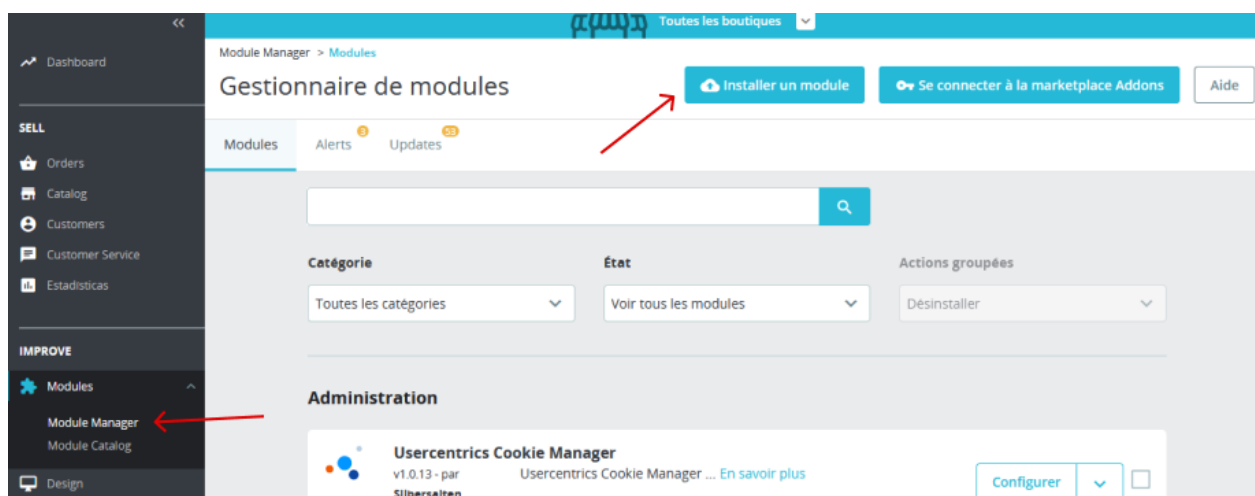 Toutes les boutiques
Dashboard
SELL
Orders
Catalog
Customers
Customer Service
Estadisticas
IMPROVE
Modules
Module Manager
Module Catalog
Design
Module Manager > Modules
Gestionnaire de modules
Installer un module
Se connecter à la marketplace Addons
Aide
Modules
Alerts 3
Updates 53
Catégorie
Toutes les catégories
État
Voir tous les modules
Actions groupées
Désinstaller
Administration
Usercentrics Cookie Manager
v1.0.13 - par
Silbersaiten
Usercentrics Cookie Manager ... En savoir plus
Configurer